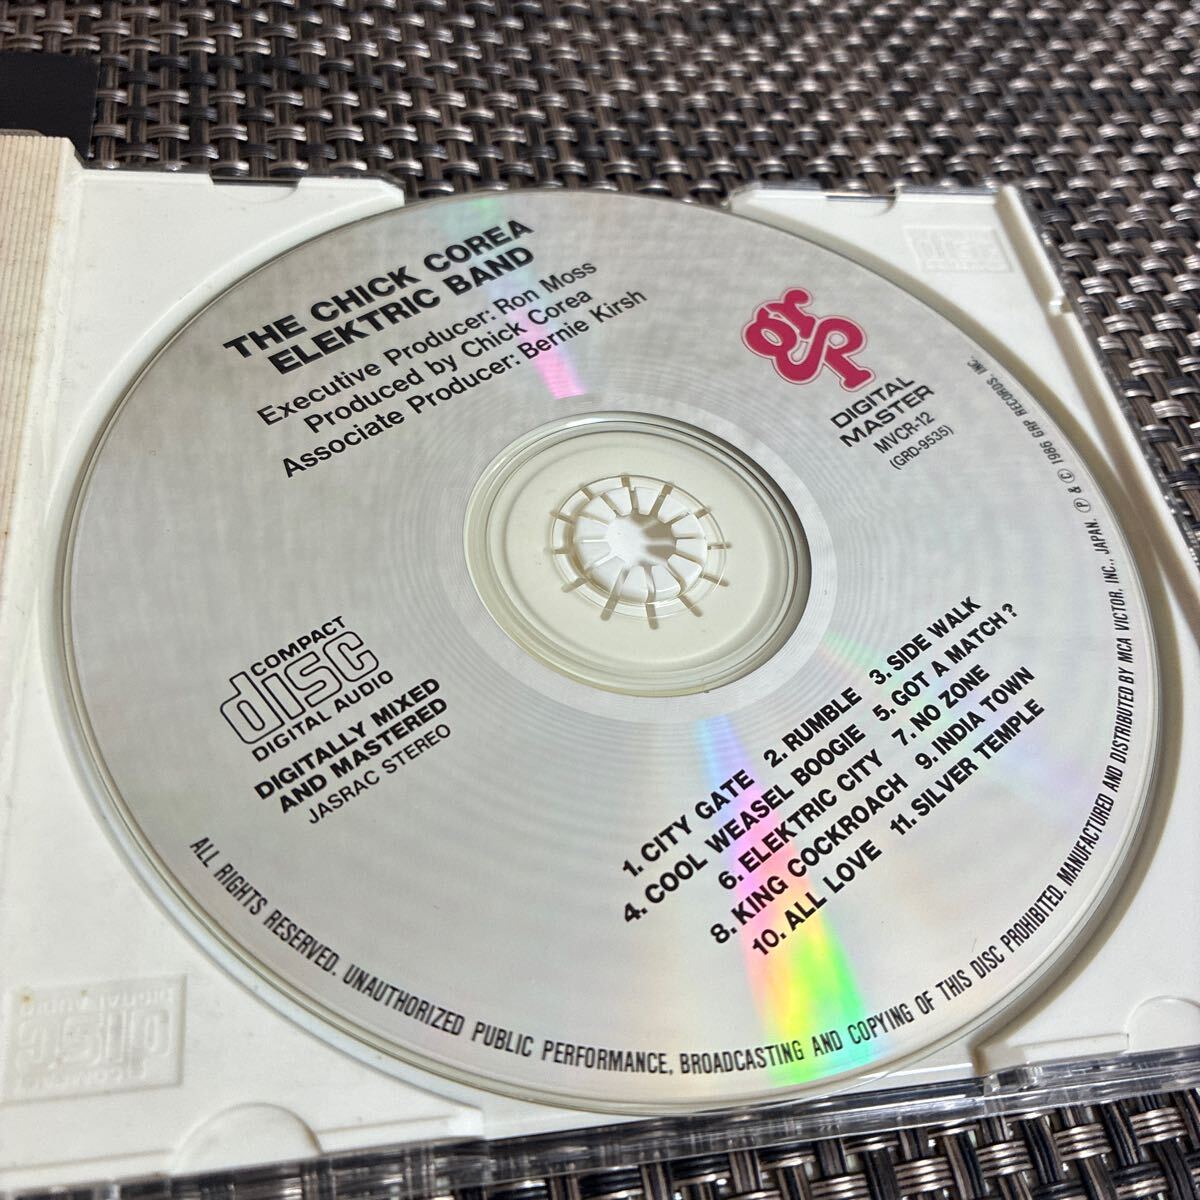 THE CHICK COREA
ELEKTRIC BAND
Executive Producer: Ron Moss
Produced by Chick Corea
Associate Producer: Bernie Kirsh
grp
DIGITAL
MASTER
MVCR-12
(GRD-9535)
COMPACT
disc
DIGITAL AUDIO
DIGITALLY MIXED
AND MASTERED
JASRAC STEREO
1. CITY GATE 2. RUMBLE 3. SIDE WALK
4. COOL WEASEL BOOGIE 5. GOT A MATCH?
6. ELEKTRIC CITY 7. NO ZONE
8. KING COCKROACH 9. INDIA TOWN
10. ALL LOVE 11. SILVER TEMPLE
ALL RIGHTS RESERVED. UNAUTHORIZED PUBLIC PERFORMANCE, BROADCASTING AND COPYING OF THIS DISC PROHIBITED. MANUFACTURED AND DISTRIBUTED BY MCA VICTOR, INC., JAPAN. ℗ & © 1986 GRP RECORDS, INC.